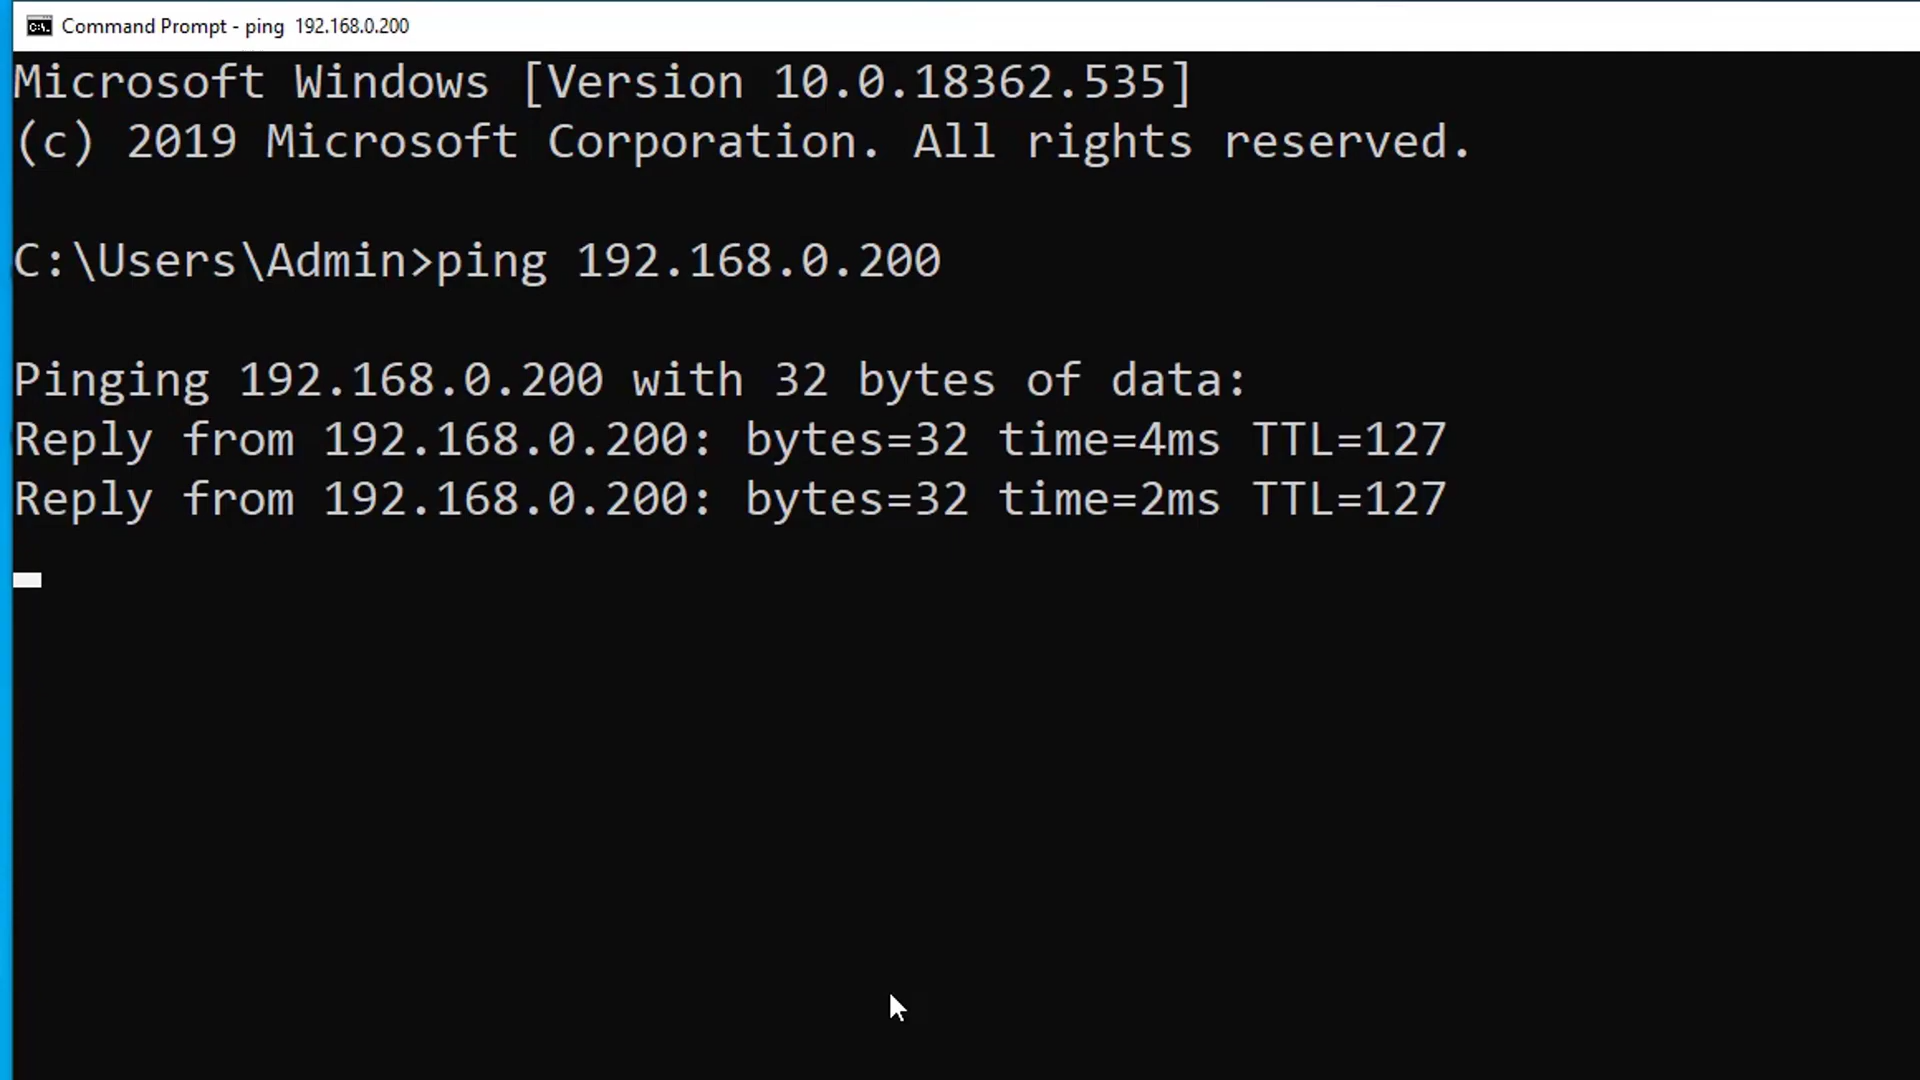 Command Prompt - ping  192.168.0.200
Microsoft Windows [Version 10.0.18362.535]
(c) 2019 Microsoft Corporation. All rights reserved.
C:\Users\Admin>ping 192.168.0.200
Pinging 192.168.0.200 with 32 bytes of data:
Reply from 192.168.0.200: bytes=32 time=4ms TTL=127
Reply from 192.168.0.200: bytes=32 time=2ms TTL=127